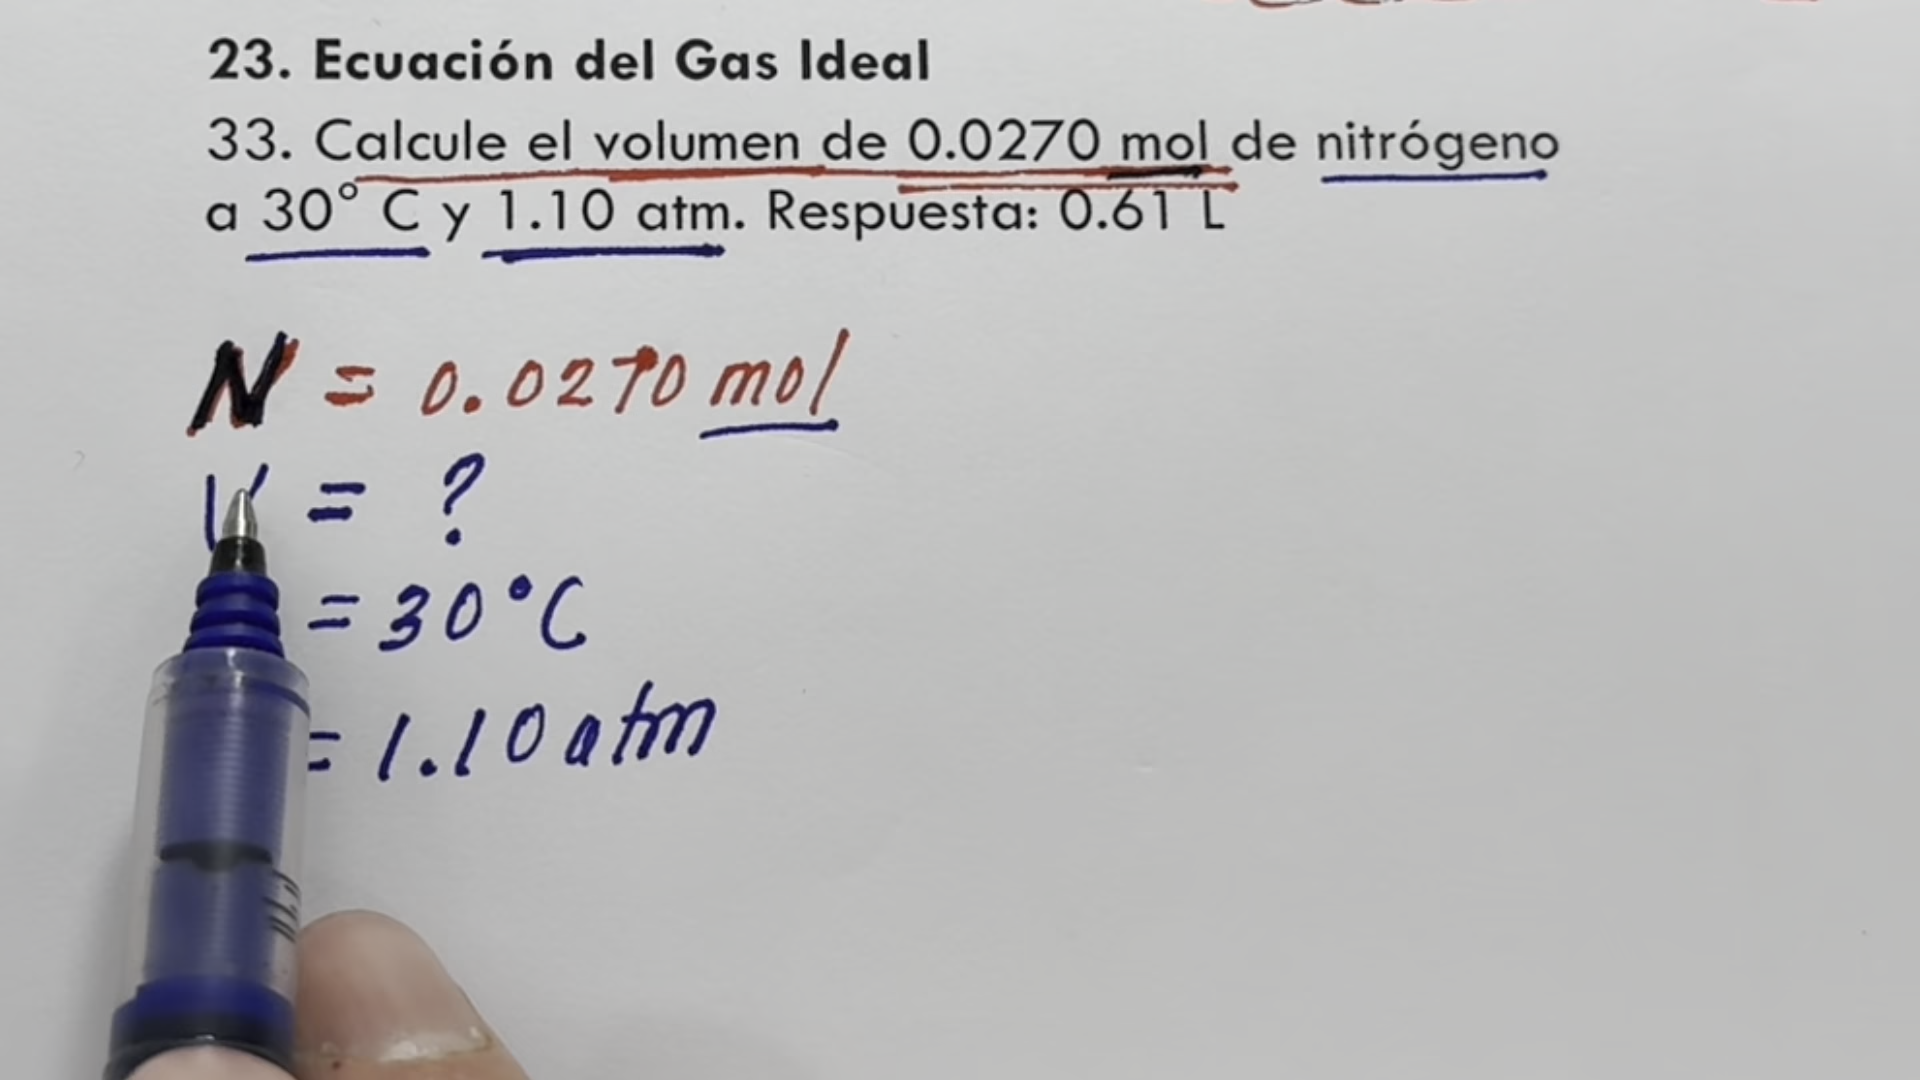 23. Ecuación del Gas Ideal
33. Calcule el volumen de 0.0270 mol de nitrógeno
a 30° C y 1.10 atm. Respuesta: 0.61 L
N = 0.0270 mol
V = ?
= 30°C
= 1.10 atm